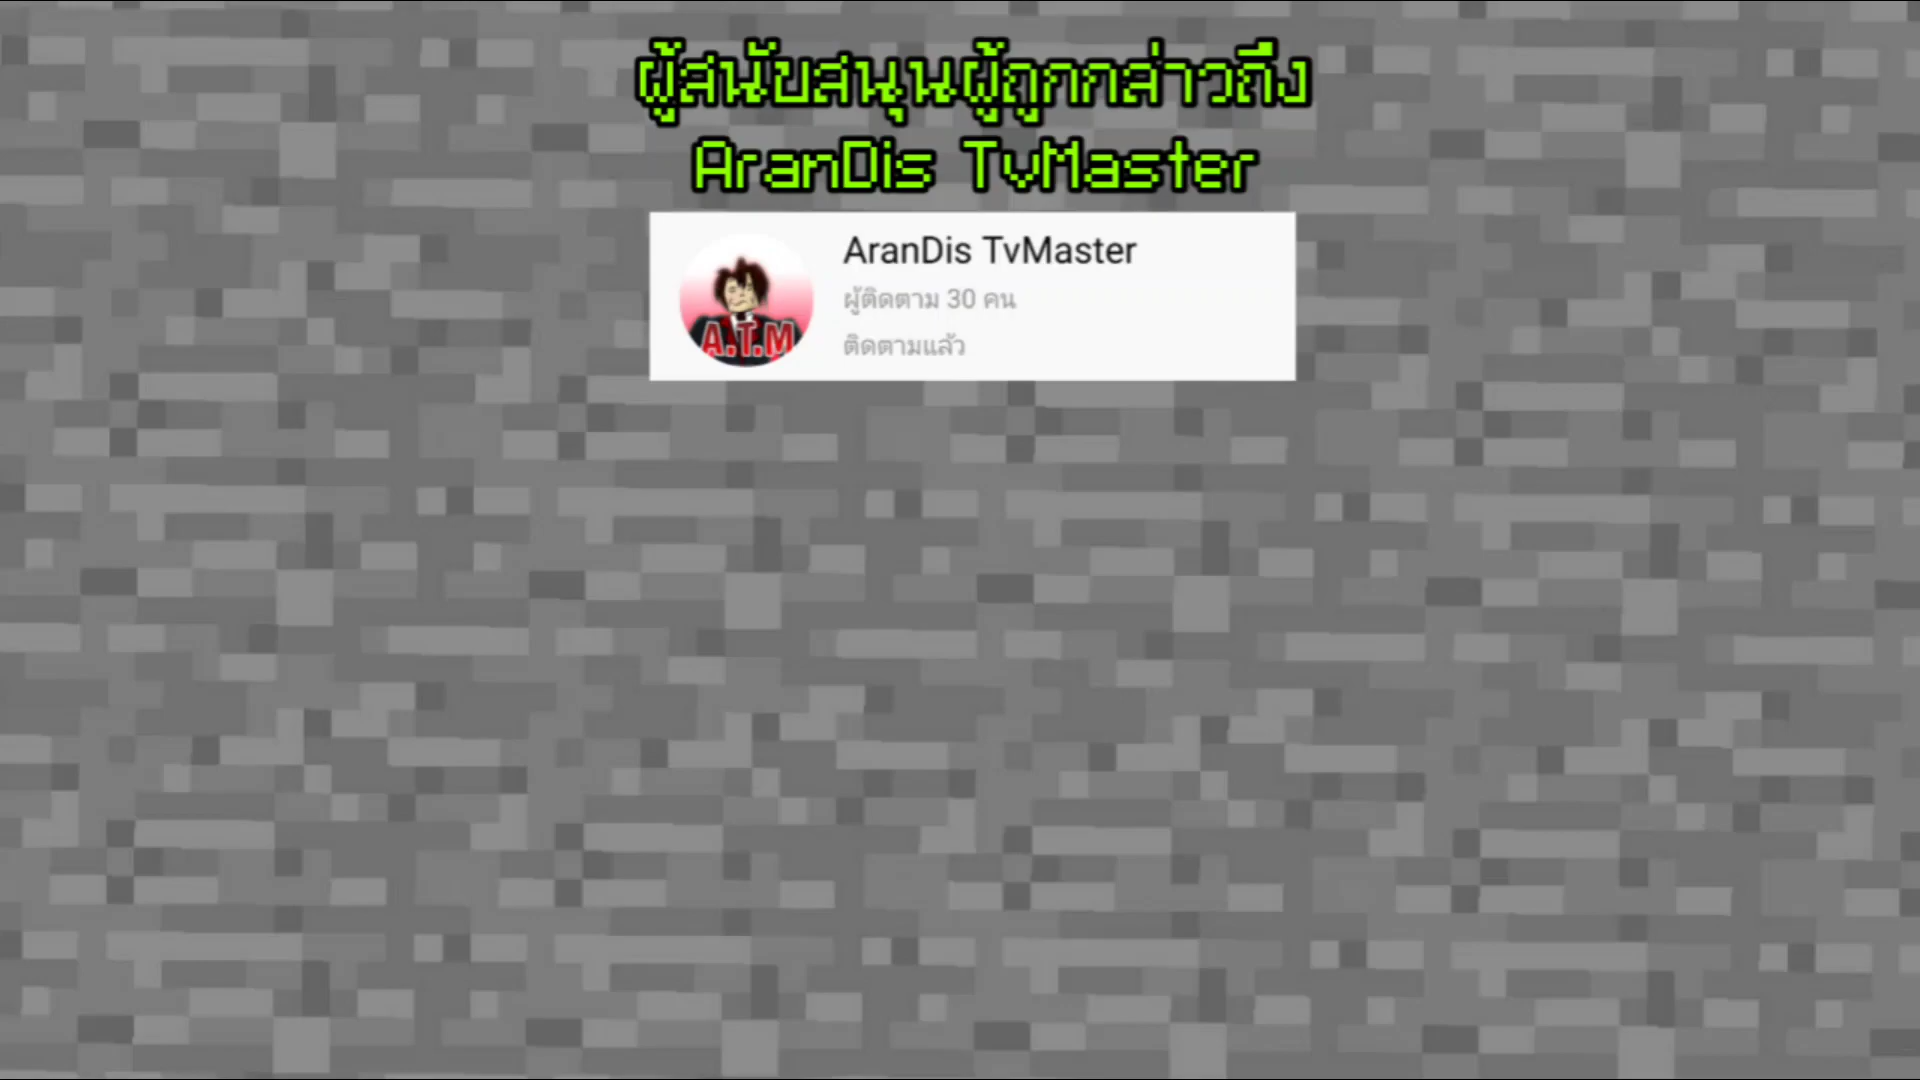 ผู้สนับสนุนผู้ถูกกล่าวถึง
AranDis TvMaster
AranDis TvMaster
ผู้ติดตาม 30 คน
ติดตามแล้ว
A.T.M